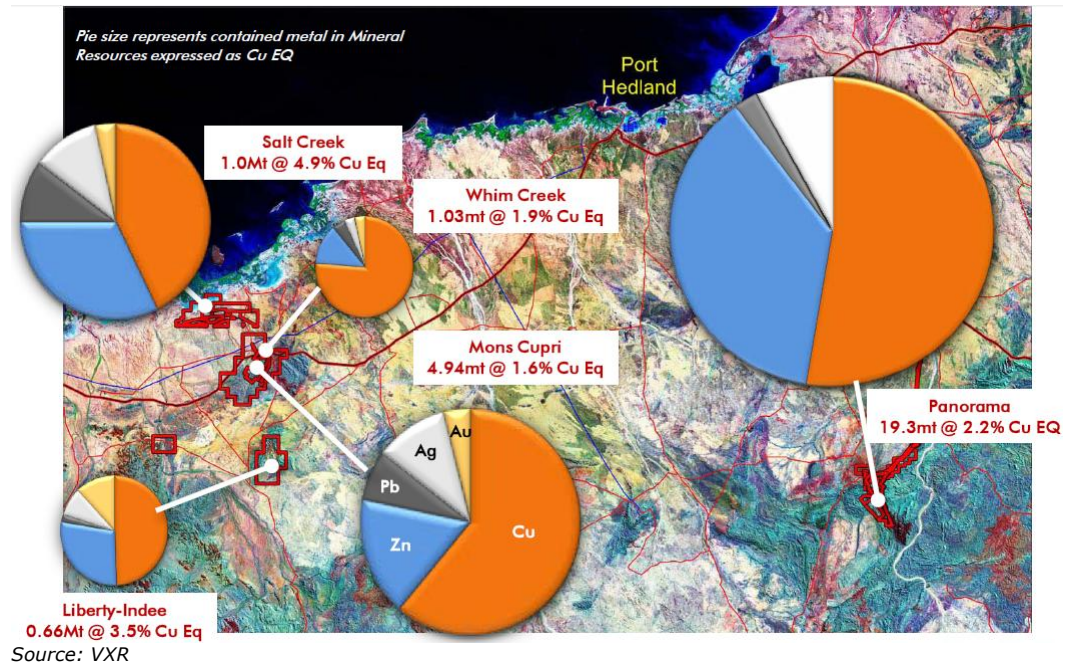 Pie size represents contained metal in Mineral
Resources expressed as Cu EQ
Port
Hedland
Salt Creek
1.0Mt @ 4.9% Cu Eq
Whim Creek
1.03mt @ 1.9% Cu Eq
Mons Cupri
4.94mt @ 1.6% Cu Eq
Panorama
19.3mt @ 2.2% Cu EQ
Au
Ag
Pb
Cu
Zn
Liberty-Indee
0.66Mt @ 3.5% Cu Eq
Source: VXR